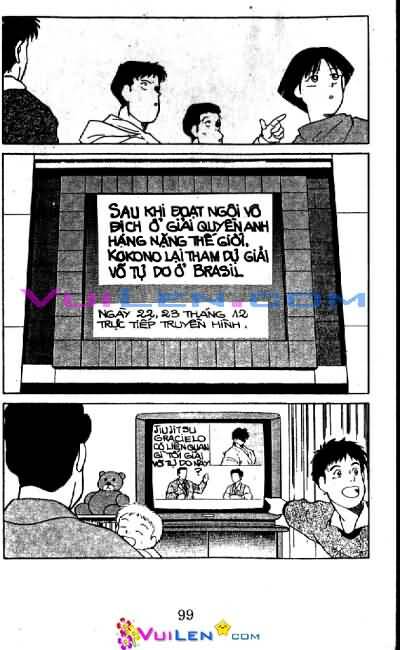 SAU KHI ĐOẠT NGÔI VÔ
ĐỊCH Ở GIẢI QUYỀN ANH
HẠNG NẶNG THẾ GIỚI,
KOKONO LẠI THAM DỰ GIẢI
VÕ TỰ DO Ở BRASIL
VUILEN.COM
NGÀY 22, 23 THÁNG 12
TRỰC TIẾP TRUYỀN HÌNH.
JIUJITSU
GRACIELO
CÓ LIÊN QUAN
GÌ TỚI GIẢI
VÕ TỰ DO NÀY
?
99
VUILEN.COM